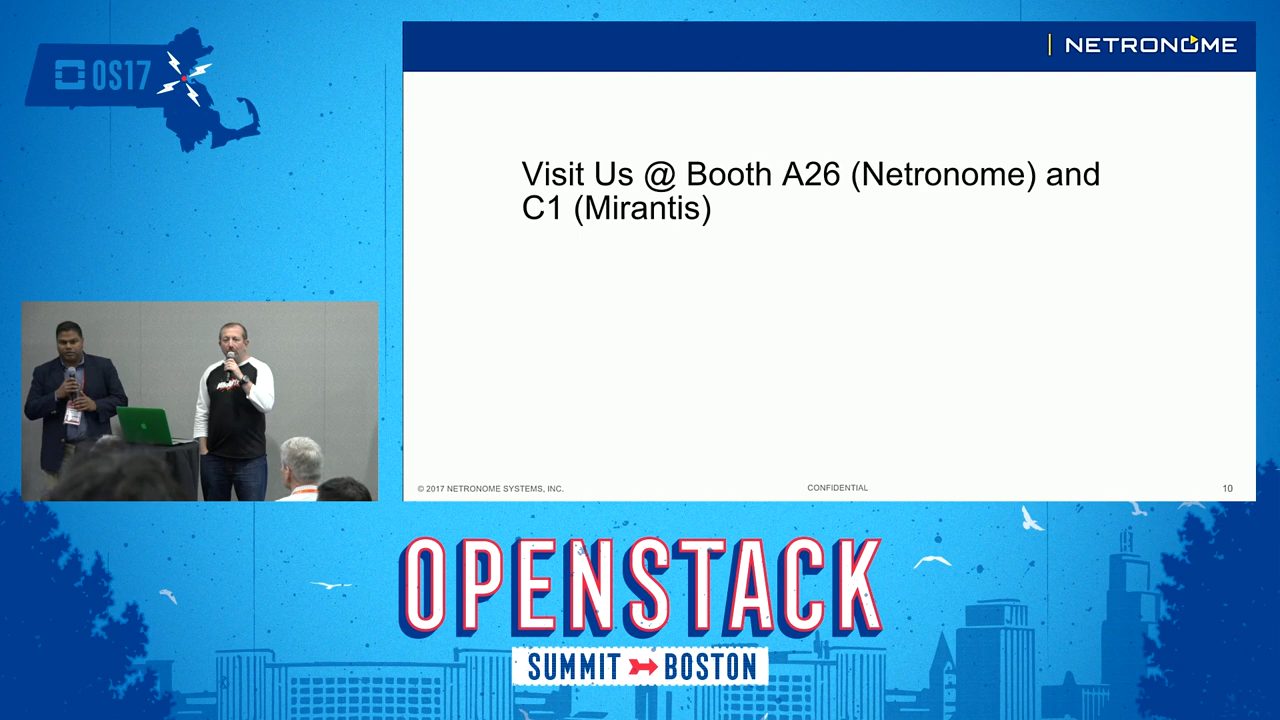 OS17
NETRONOME
Visit Us @ Booth A26 (Netronome) and
C1 (Mirantis)
© 2017 NETRONOME SYSTEMS, INC.
CONFIDENTIAL
10
OPENSTACK
SUMMIT BOSTON